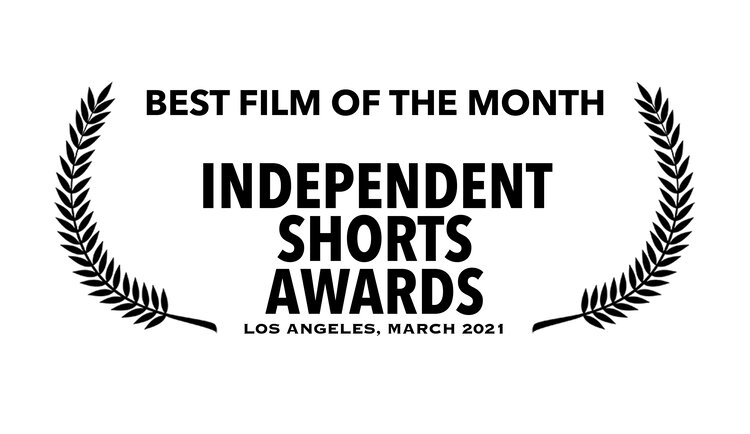 BEST FILM OF THE MONTH
INDEPENDENT
SHORTS
AWARDS
LOS ANGELES, MARCH 2021